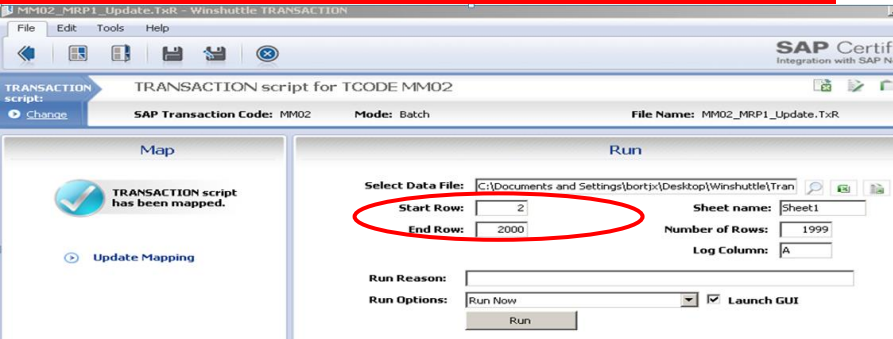 MM02_MRP1_Update.TxR - Winshuttle TRANSACTION
File Edit Tools Help
SAP Certif
Integration with SAP N
TRANSACTION script:
TRANSACTION script for TCODE MM02
Change
SAP Transaction Code: MM02 Mode: Batch File Name: MM02_MRP1_Update.TxR
Map
TRANSACTION script
has been mapped.
Update Mapping
Run
Select Data File: C:\Documents and Settings\bortjx\Desktop\Winshuttle\Tran
Start Row: 2 Sheet name: Sheet1
End Row: 2000 Number of Rows: 1999
Log Column: A
Run Reason:
Run Options: Run Now Launch GUI
Run